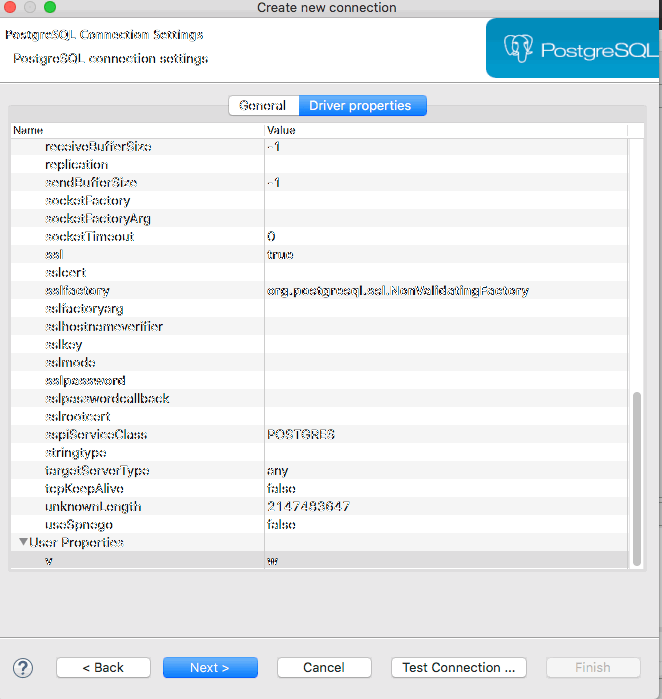 Create new connection
PostgreSQL Connection Settings
PostgreSQL connection settings
PostgreSQL
General Driver properties
Name Value
receiveBufferSize -1
replication
sendBufferSize -1
socketFactory
socketFactoryArg
socketTimeout 0
ssl true
sslcert
sslfactory org.postgresql.ssl.NonValidatingFactory
sslfactoryarg
sslhostnameverifier
sslkey
sslmode
sslpassword
sslpasswordcallback
sslrootcert
sspiServiceClass POSTGRES
stringtype
targetServerType any
tcpKeepAlive false
unknownLength 2147483647
useSpnego false
User Properties
v w
? < Back Next > Cancel Test Connection ... Finish